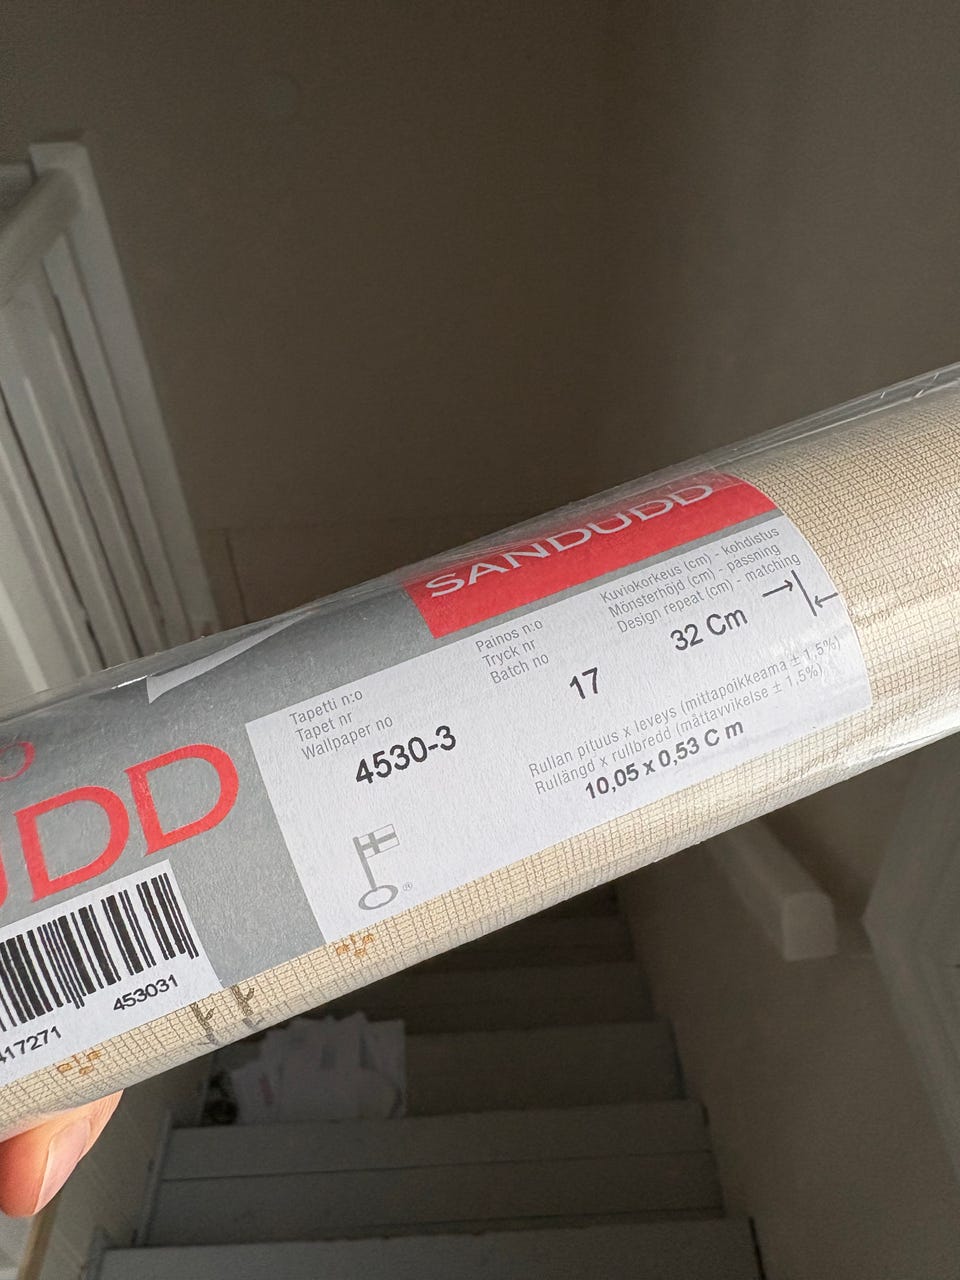 SANDUDD
Tapetti n:o
Tapet nr
Wallpaper no
4530-3
Painos n:o
Tryck nr
Batch no
17
Kuviokorkeus (cm) - kohdistus
Mönsterhöjd (cm) - passning
Design repeat (cm) - matching
32 Cm
Rullan pituus x leveys (mittapoikkeama ± 1,5%)
Rullängd x rullbredd (måttavvikelse ± 1,5%)
10,05 x 0,53 C m
®
UDD
417271
453031